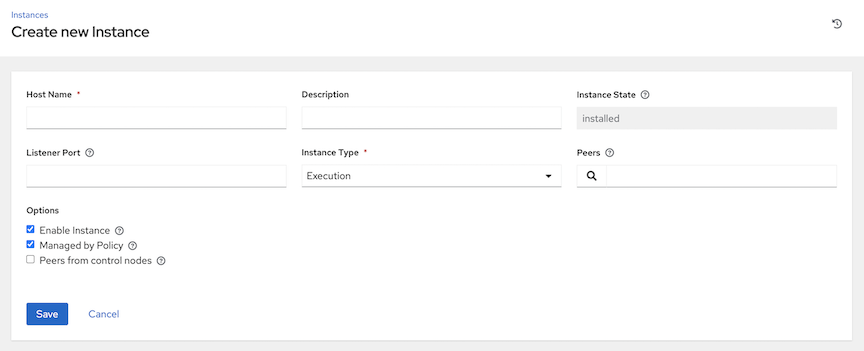 Instances
Create new Instance
Host Name *
Description
Instance State
installed
Listener Port
Instance Type *
Peers
Execution
Options
Enable Instance
Managed by Policy
Peers from control nodes
Save
Cancel